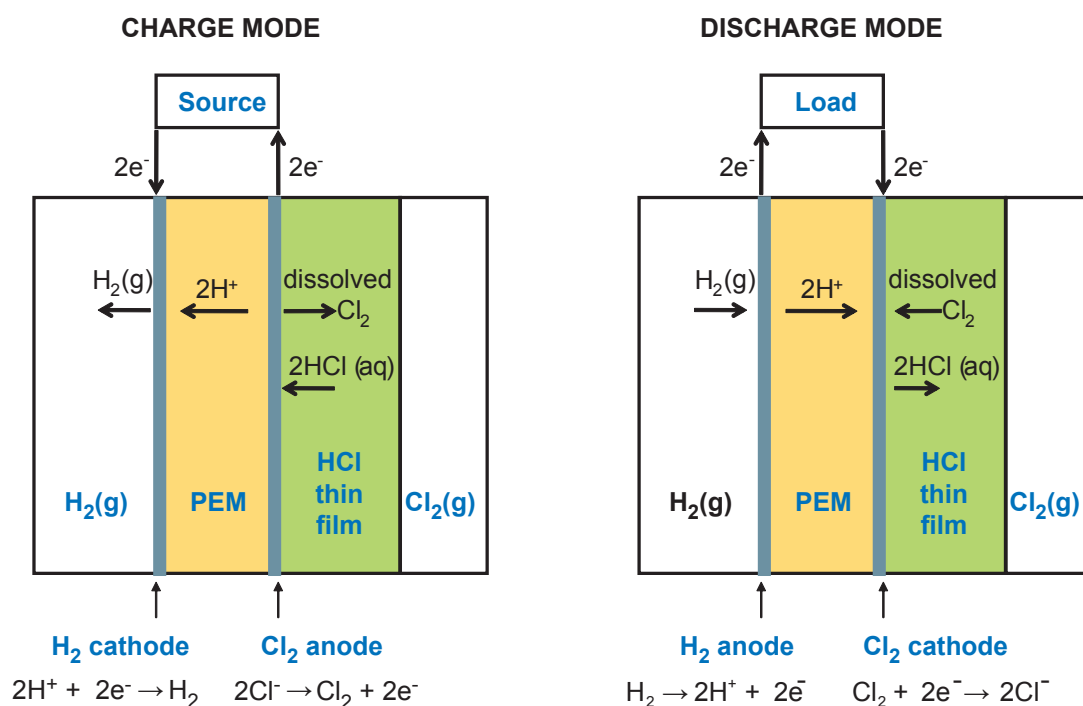 CHARGE MODE
Source
2e⁻
2e⁻
H₂(g)
2H⁺
dissolved
Cl₂
2HCl (aq)
HCl
thin
film
H₂(g)
PEM
Cl₂(g)
H₂ cathode
Cl₂ anode
2H⁺ + 2e⁻ → H₂
2Cl⁻ → Cl₂ + 2e⁻
DISCHARGE MODE
Load
2e⁻
2e⁻
H₂(g)
2H⁺
dissolved
Cl₂
2HCl (aq)
HCl
thin
film
H₂(g)
PEM
Cl₂(g)
H₂ anode
Cl₂ cathode
H₂ → 2H⁺ + 2e⁻
Cl₂ + 2e⁻ → 2Cl⁻